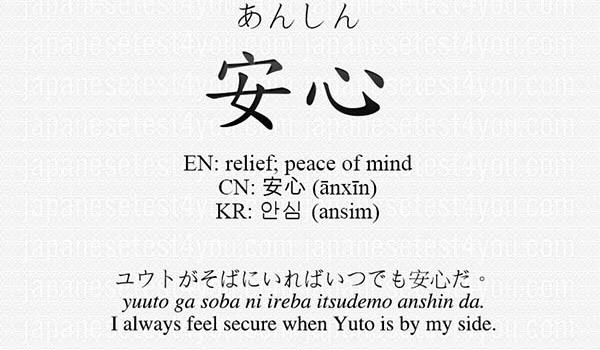 あんしん
安心
EN: relief; peace of mind
CN: 安心 (ānxīn)
KR: 안심 (ansim)
ユウトがそばにいればいつでも安心だ。
yuuto ga soba ni ireba itsudemo anshin da.
I always feel secure when Yuto is by my side.
japanesetest4you.com